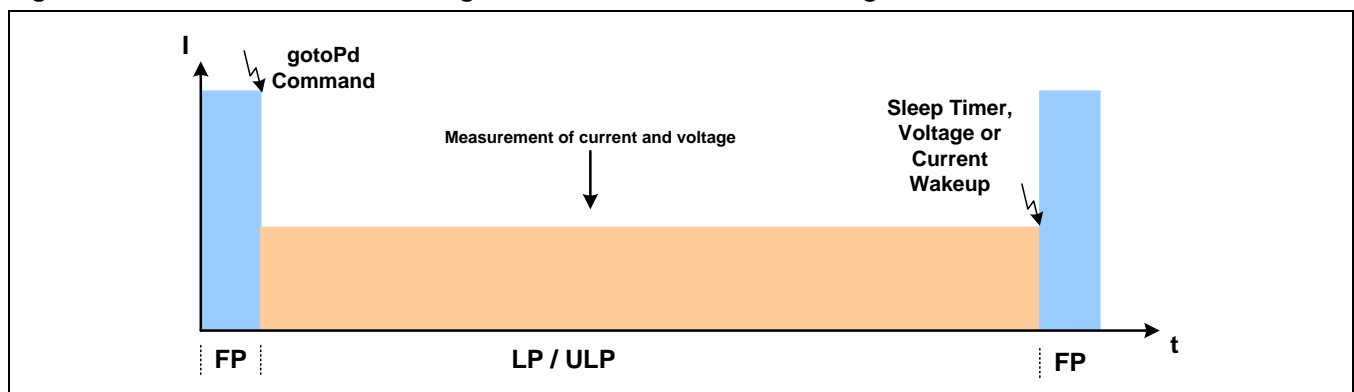 I
gotoPd
Command
Measurement of current and voltage
Sleep Timer,
Voltage or
Current
Wakeup
t
FP
LP / ULP
FP